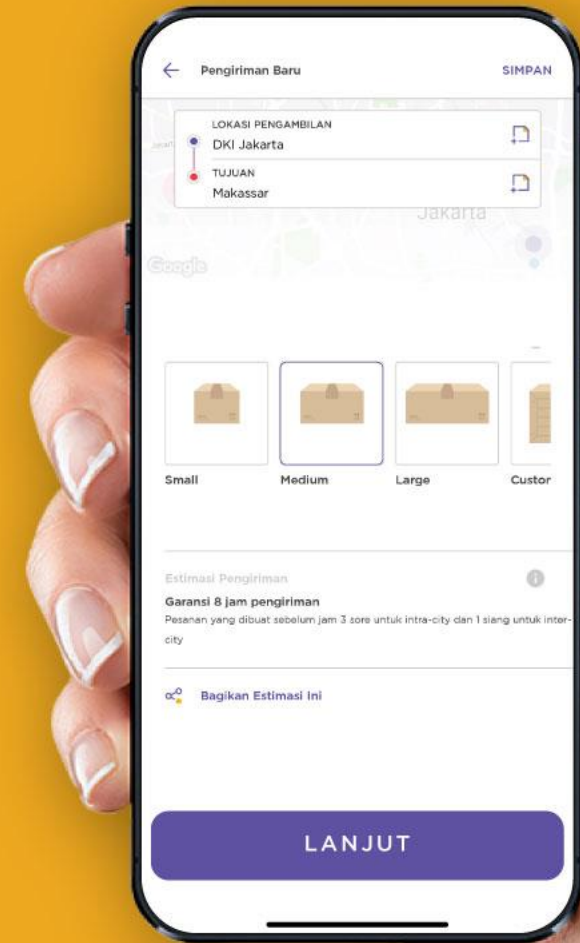 Pengiriman Baru
SIMPAN
LOKASI PENGAMBILAN
DKI Jakarta
TUJUAN
Makassar
Jakarta
Google
Small
Medium
Large
Custor
Estimasi Pengiriman
Garansi 8 jam pengiriman
Pesanan yang dibuat sebelum jam 3 sore untuk intra-city dan 1 siang untuk inter-
city
Bagikan Estimasi Ini
LANJUT